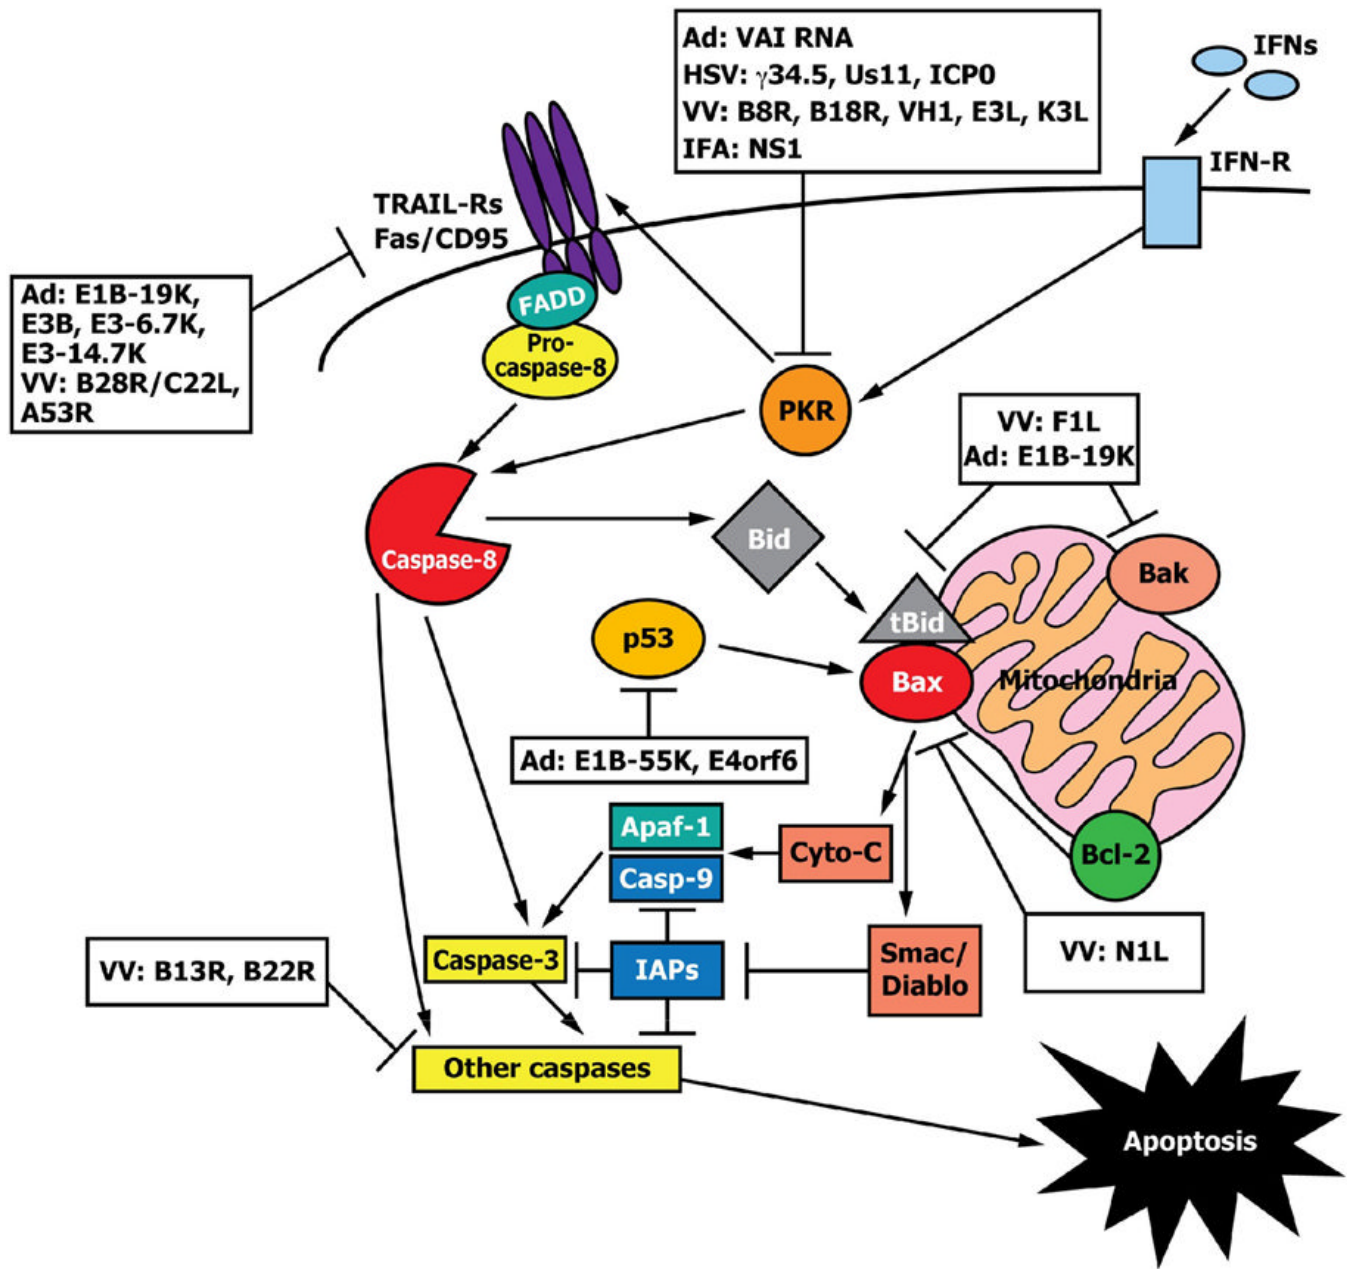 Ad: VAI RNA
HSV: γ34.5, Us11, ICP0
VV: B8R, B18R, VH1, E3L, K3L
IFA: NS1
IFNs
IFN-R
TRAIL-Rs
Fas/CD95
Ad: E1B-19K,
E3B, E3-6.7K,
E3-14.7K
VV: B28R/C22L,
A53R
FADD
Pro-
caspase-8
PKR
VV: F1L
Ad: E1B-19K
Caspase-8
Bid
Bak
tBid
p53
Bax
Mitochondria
Ad: E1B-55K, E4orf6
Apaf-1
Casp-9
Cyto-C
Bcl-2
VV: B13R, B22R
Caspase-3
IAPs
Smac/
Diablo
VV: N1L
Other caspases
Apoptosis